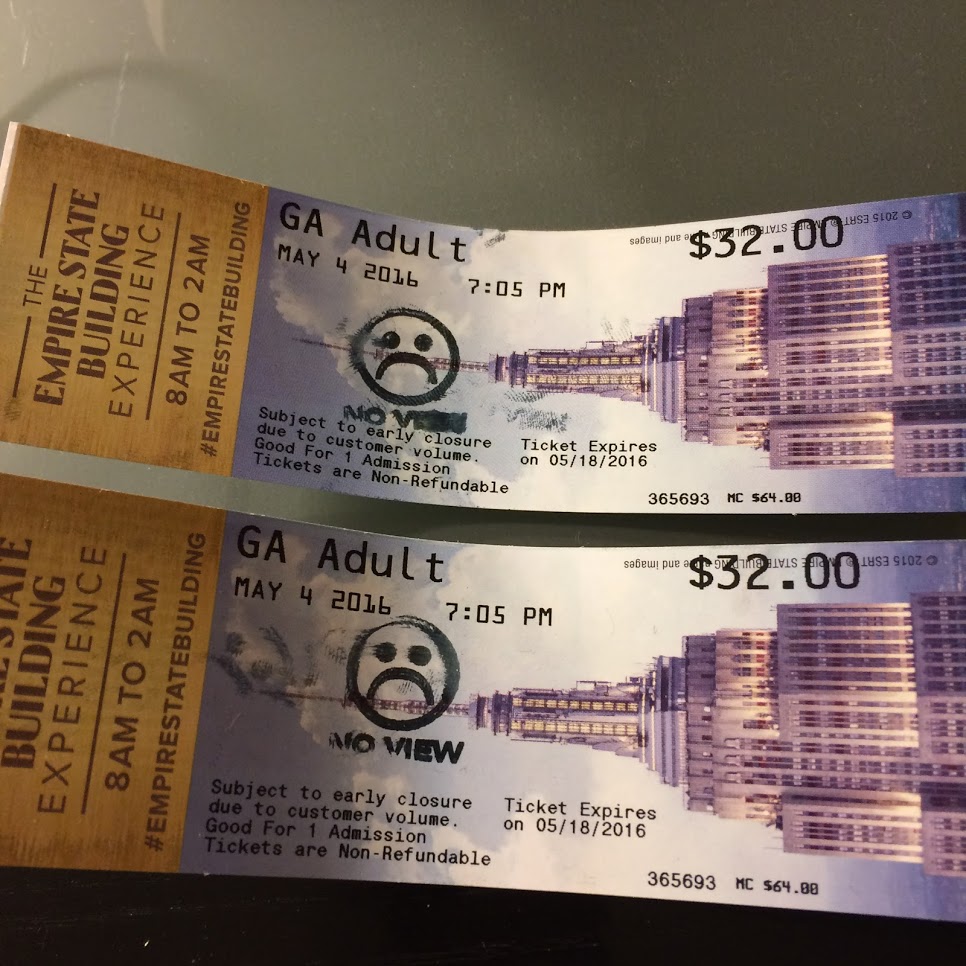 THE
EMPIRE STATE
BUILDING
EXPERIENCE
8AM TO 2AM
#EMPIRESTATEBUILDING
GA Adult
$32.00
MAY 4 2016 7:05 PM
© 2015 ESRT ® EMPIRE STATE BUILDING
and images
NO VIEW
Subject to early closure
due to customer volume.
Good For 1 Admission
Tickets are Non-Refundable
Ticket Expires
on 05/18/2016
365693 MC $64.00
STATE
BUILDING
EXPERIENCE
8AM TO 2AM
#EMPIRESTATEBUILDING
GA Adult
$32.00
MAY 4 2016 7:05 PM
© 2015 ESRT ® EMPIRE STATE BUILDING
and images
NO VIEW
Subject to early closure
due to customer volume.
Good For 1 Admission
Tickets are Non-Refundable
Ticket Expires
on 05/18/2016
365693 MC $64.00